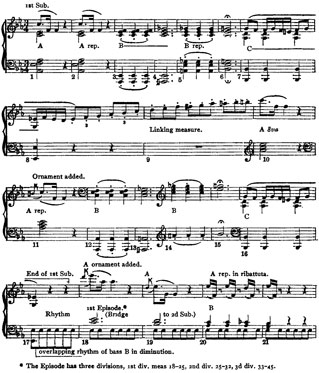 1st Sub.
A A rep. B B rep. C
1 2 3 4 5 6 7
3 3
Linking measure. A 8va
8 9 10
Ornament added.
A rep. B B C
11 12 13 14 15 16
A ornament added.
End of 1st Sub. A A rep. in ribattuta.
Rhythm 1st Episode.* (Bridge to 2d Sub.) B
17 18 19 20 21
overlapping rhythm of bass B in diminution.
* The Episode has three divisions, 1st div. meas 18-25, 2nd div. 25-32, 3d div. 33-45.